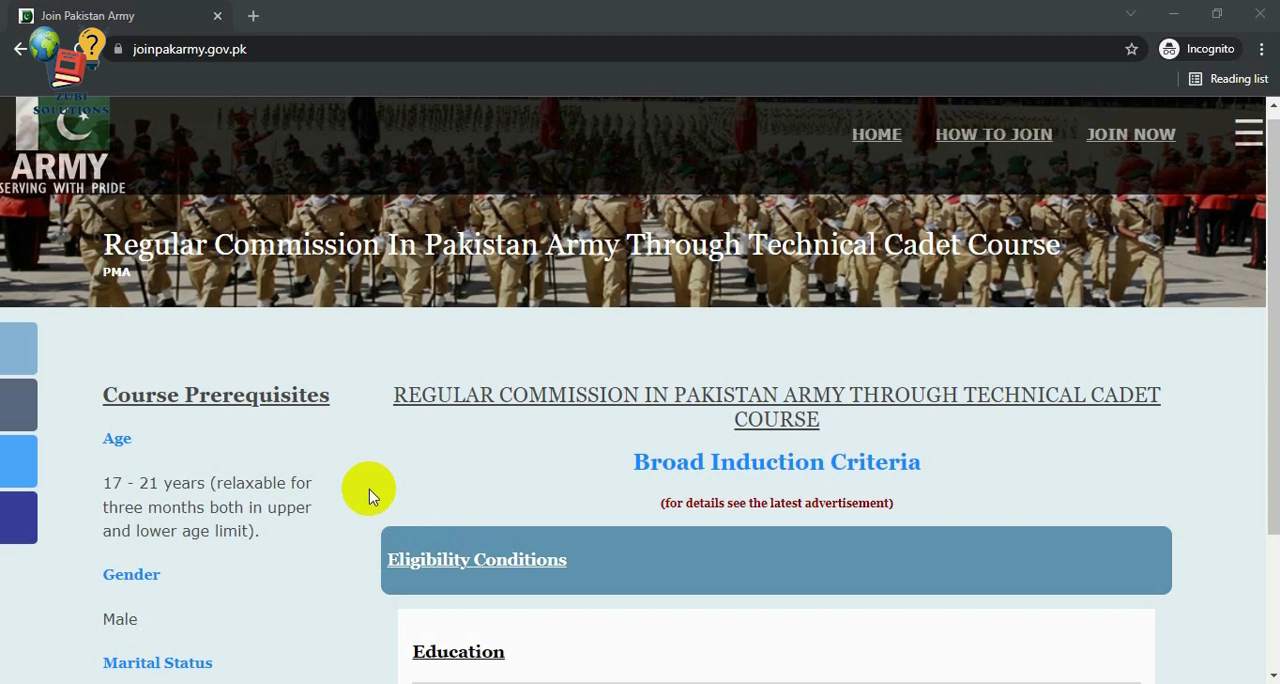 Join Pakistan Army
joinpakarmy.gov.pk
Incognito
Reading list
?
ZUBI
SOLUTIONS
ARMY
SERVING WITH PRIDE
HOME
HOW TO JOIN
JOIN NOW
Regular Commission In Pakistan Army Through Technical Cadet Course
PMA
Course Prerequisites
Age
17 - 21 years (relaxable for
three months both in upper
and lower age limit).
Gender
Male
Marital Status
REGULAR COMMISSION IN PAKISTAN ARMY THROUGH TECHNICAL CADET
COURSE
Broad Induction Criteria
(for details see the latest advertisement)
Eligibility Conditions
Education